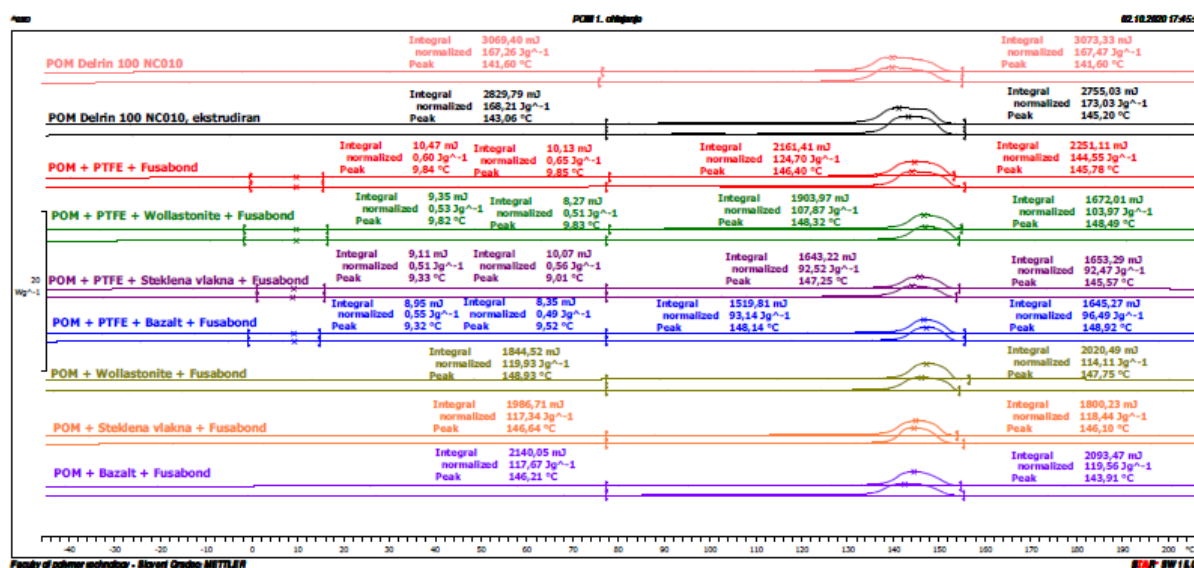 ^exo POM 1. ohlajanje 02.10.2020 17:45:
Integral 3069,40 mJ Integral 3073,33 mJ
normalized 167,26 Jg^-1 normalized 167,47 Jg^-1
POM Delrin 100 NC010 Peak 141,60 °C Peak 141,60 °C
Integral 2829,79 mJ Integral 2755,03 mJ
normalized 168,21 Jg^-1 normalized 173,03 Jg^-1
POM Delrin 100 NC010, ekstrudiran Peak 143,06 °C Peak 145,20 °C
Integral 10,47 mJ Integral 10,13 mJ Integral 2161,41 mJ Integral 2251,11 mJ
normalized 0,60 Jg^-1 normalized 0,65 Jg^-1 normalized 124,70 Jg^-1 normalized 144,55 Jg^-1
POM + PTFE + Fusabond Peak 9,84 °C Peak 9,85 °C Peak 146,40 °C Peak 145,78 °C
Integral 9,35 mJ Integral 8,27 mJ Integral 1903,97 mJ Integral 1672,01 mJ
normalized 0,53 Jg^-1 normalized 0,51 Jg^-1 normalized 107,87 Jg^-1 normalized 103,97 Jg^-1
POM + PTFE + Wollastonite + Fusabond Peak 9,82 °C Peak 9,83 °C Peak 148,32 °C Peak 148,49 °C
Integral 9,11 mJ Integral 10,07 mJ Integral 1643,22 mJ Integral 1653,29 mJ
normalized 0,51 Jg^-1 normalized 0,56 Jg^-1 normalized 92,52 Jg^-1 normalized 92,47 Jg^-1
POM + PTFE + Steklena vlakna + Fusabond Peak 9,33 °C Peak 9,01 °C Peak 147,25 °C Peak 145,57 °C
20
Wg^-1
Integral 8,95 mJ Integral 8,35 mJ Integral 1519,81 mJ Integral 1645,27 mJ
normalized 0,55 Jg^-1 normalized 0,49 Jg^-1 normalized 93,14 Jg^-1 normalized 96,49 Jg^-1
POM + PTFE + Bazalt + Fusabond Peak 9,32 °C Peak 9,52 °C Peak 148,14 °C Peak 148,92 °C
Integral 1844,52 mJ Integral 2020,49 mJ
normalized 119,93 Jg^-1 normalized 114,11 Jg^-1
POM + Wollastonite + Fusabond Peak 148,93 °C Peak 147,75 °C
Integral 1986,71 mJ Integral 1800,23 mJ
normalized 117,34 Jg^-1 normalized 118,44 Jg^-1
POM + Steklena vlakna + Fusabond Peak 146,64 °C Peak 146,10 °C
Integral 2140,05 mJ Integral 2093,47 mJ
normalized 117,67 Jg^-1 normalized 119,56 Jg^-1
POM + Bazalt + Fusabond Peak 146,21 °C Peak 143,91 °C
-40 -30 -20 -10 0 10 20 30 40 50 60 70 80 90 100 110 120 130 140 150 160 170 180 190 200 °C
Faculty of polymer technology - Slovenj Gradec: METTLER STAR SW 15.0